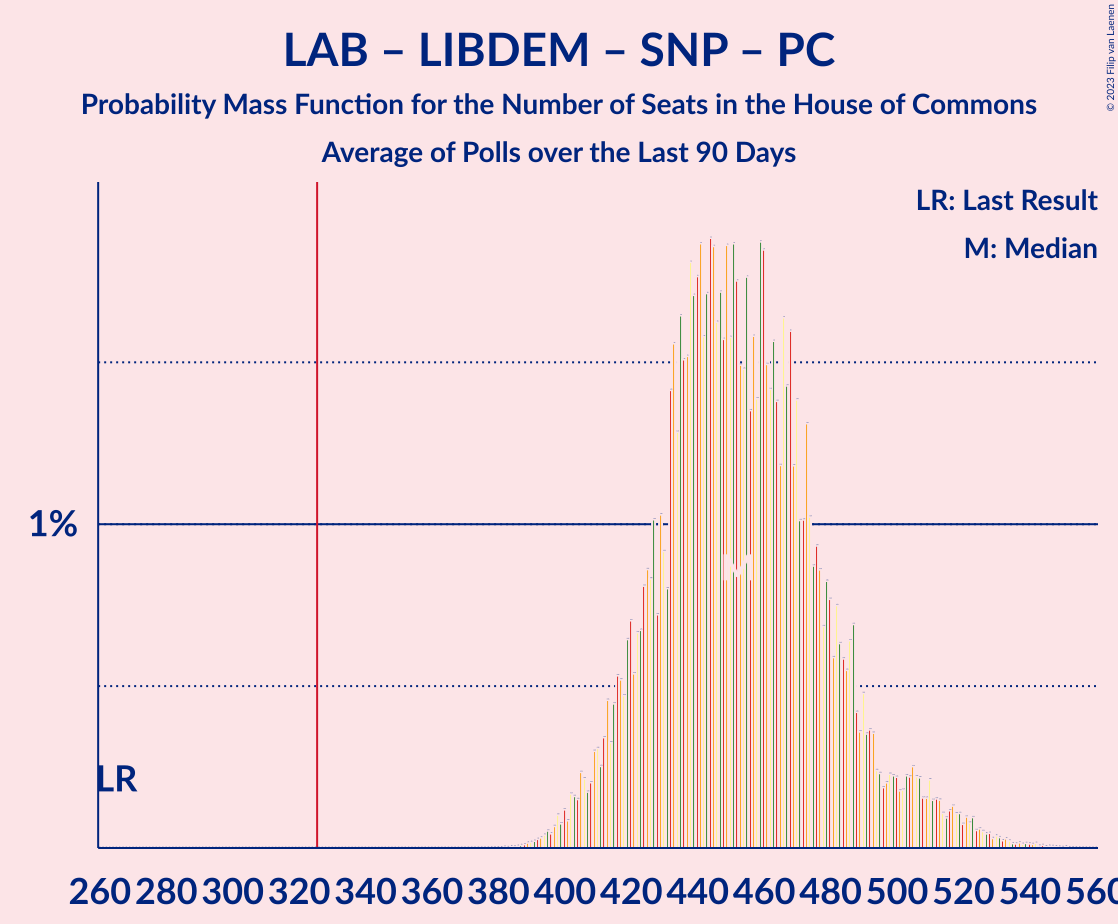 LAB – LIBDEM – SNP – PC
Probability Mass Function for the Number of Seats in the House of Commons
Average of Polls over the Last 90 Days
© 2023 Filip van Laenen
LR: Last Result
M: Median
1%
M
LR
260 280 300 320 340 360 380 400 420 440 460 480 500 520 540 560